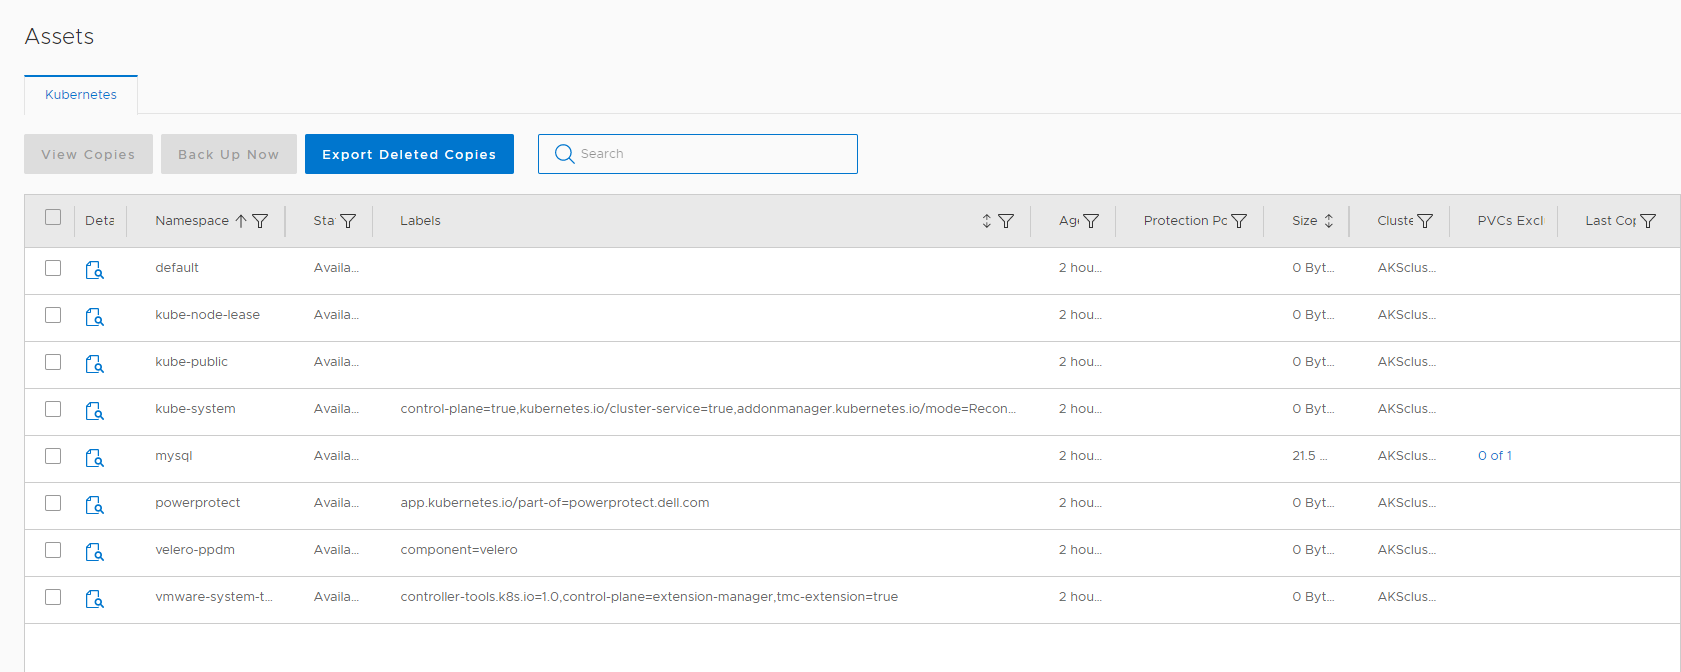 Assets
Kubernetes
View Copies Back Up Now Export Deleted Copies Search
Deta Namespace Sta Labels Ag Protection Pc Size Cluste PVCs Excl Last Cop
default Availa... 2 hou... 0 Byt... AKSclus...
kube-node-lease Availa... 2 hou... 0 Byt... AKSclus...
kube-public Availa... 2 hou... 0 Byt... AKSclus...
kube-system Availa... control-plane=true,kubernetes.io/cluster-service=true,addonmanager.kubernetes.io/mode=Recon... 2 hou... 0 Byt... AKSclus...
mysql Availa... 2 hou... 21.5 ... AKSclus... 0 of 1
powerprotect Availa... app.kubernetes.io/part-of=powerprotect.dell.com 2 hou... 0 Byt... AKSclus...
velero-ppdm Availa... component=velero 2 hou... 0 Byt... AKSclus...
vmware-system-t... Availa... controller-tools.k8s.io=1.0,control-plane=extension-manager,tmc-extension=true 2 hou... 0 Byt... AKSclus...